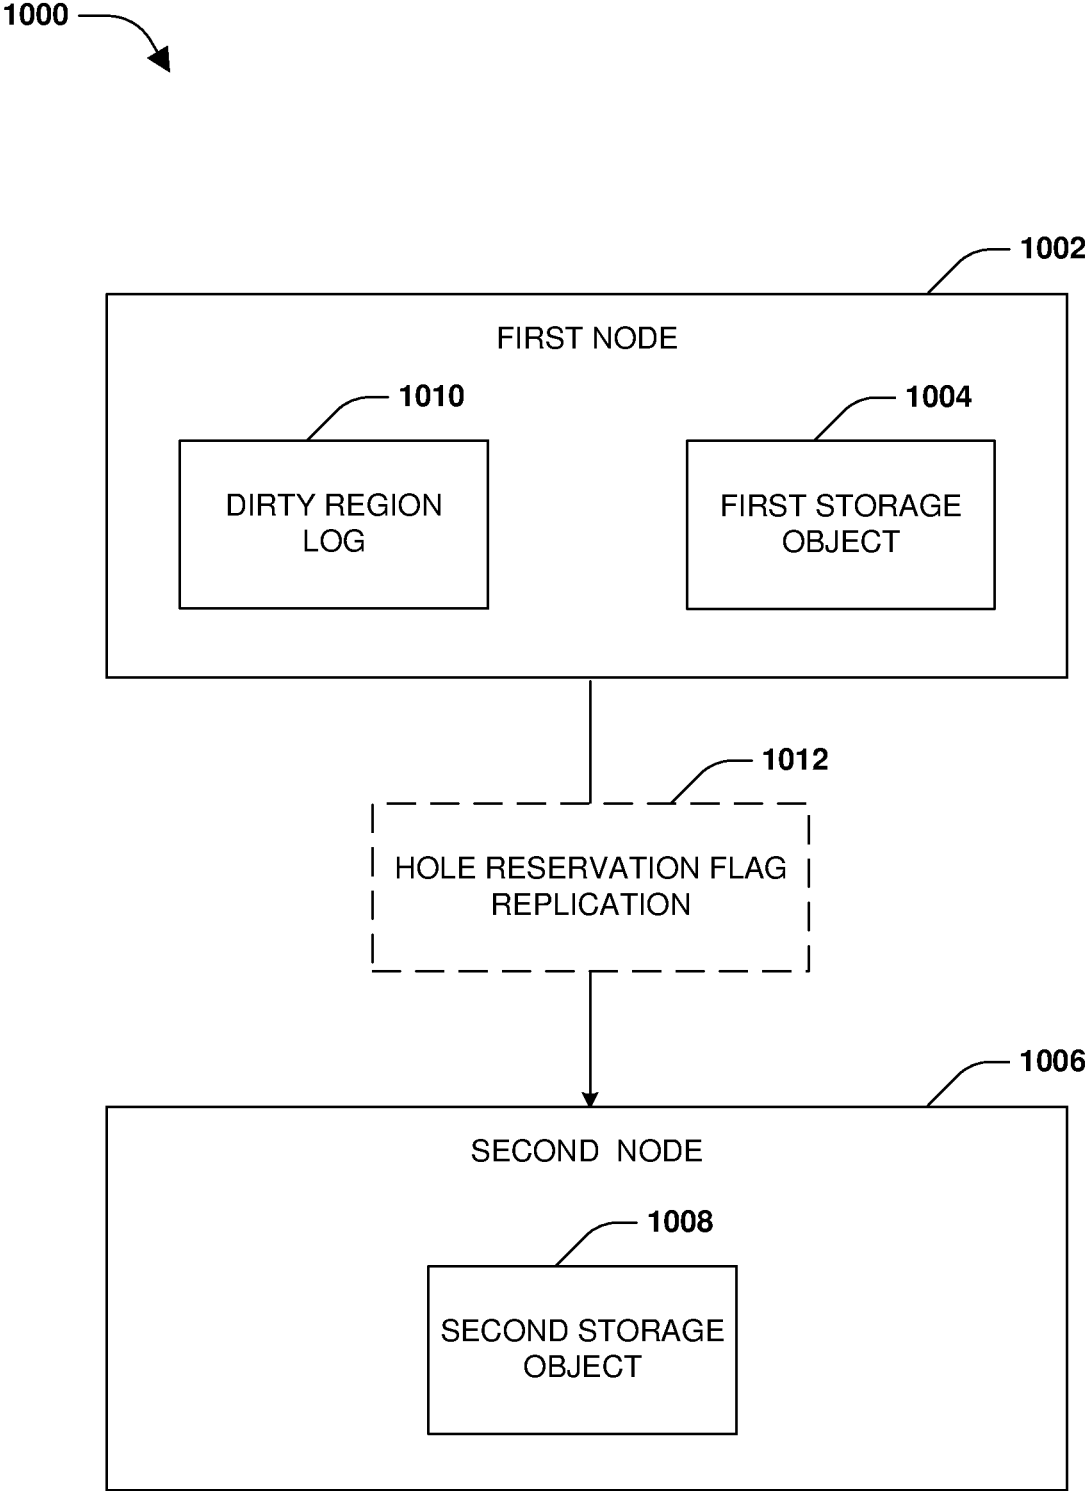 1000
1002
FIRST NODE
1010
1004
DIRTY REGION
LOG
FIRST STORAGE
OBJECT
1012
HOLE RESERVATION FLAG
REPLICATION
1006
SECOND NODE
1008
SECOND STORAGE
OBJECT